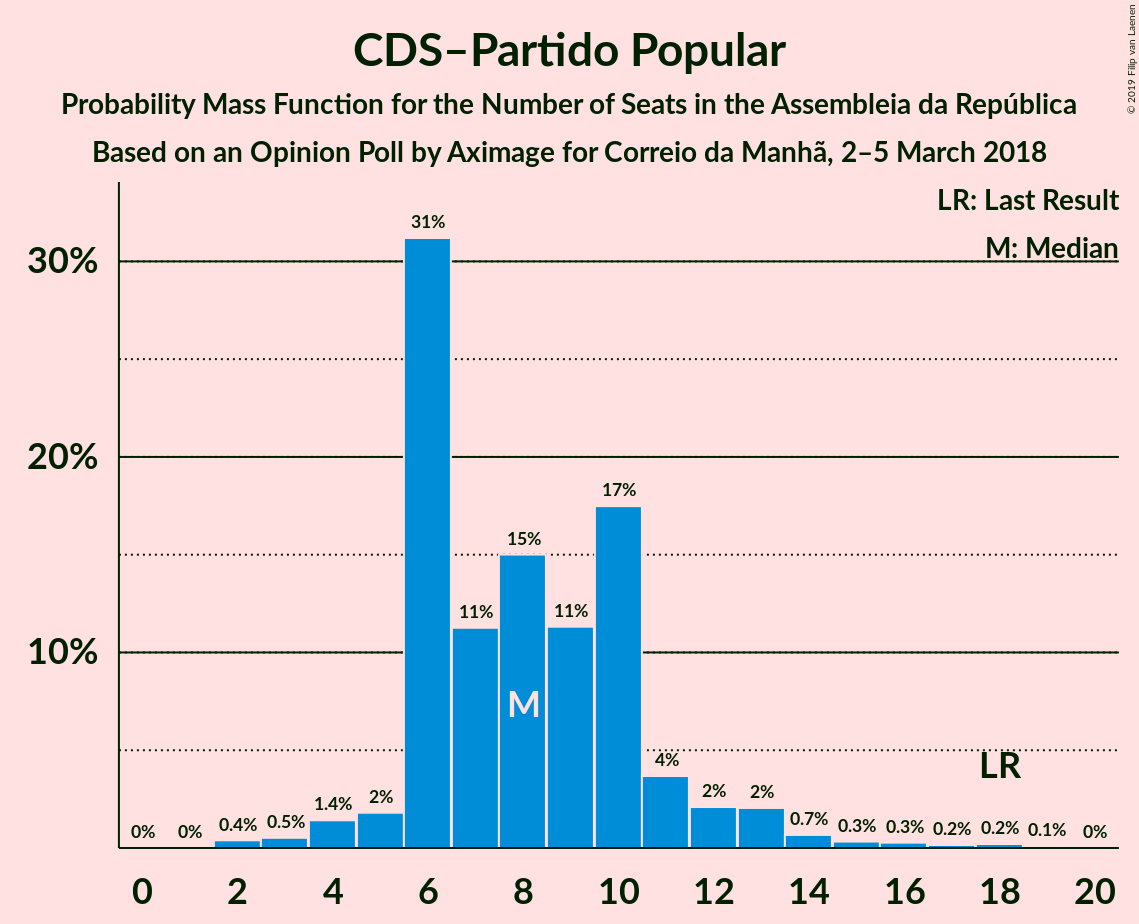 CDS–Partido Popular
Probability Mass Function for the Number of Seats in the Assembleia da República
Based on an Opinion Poll by Aximage for Correio da Manhã, 2–5 March 2018
© 2019 Filip van Laenen
LR: Last Result
M: Median
30%
20%
10%
0%
0%
0.4%
0.5%
1.4%
2%
31%
11%
15%
11%
17%
4%
2%
2%
0.7%
0.3%
0.3%
0.2%
0.2%
0.1%
0%
M
LR
0 2 4 6 8 10 12 14 16 18 20